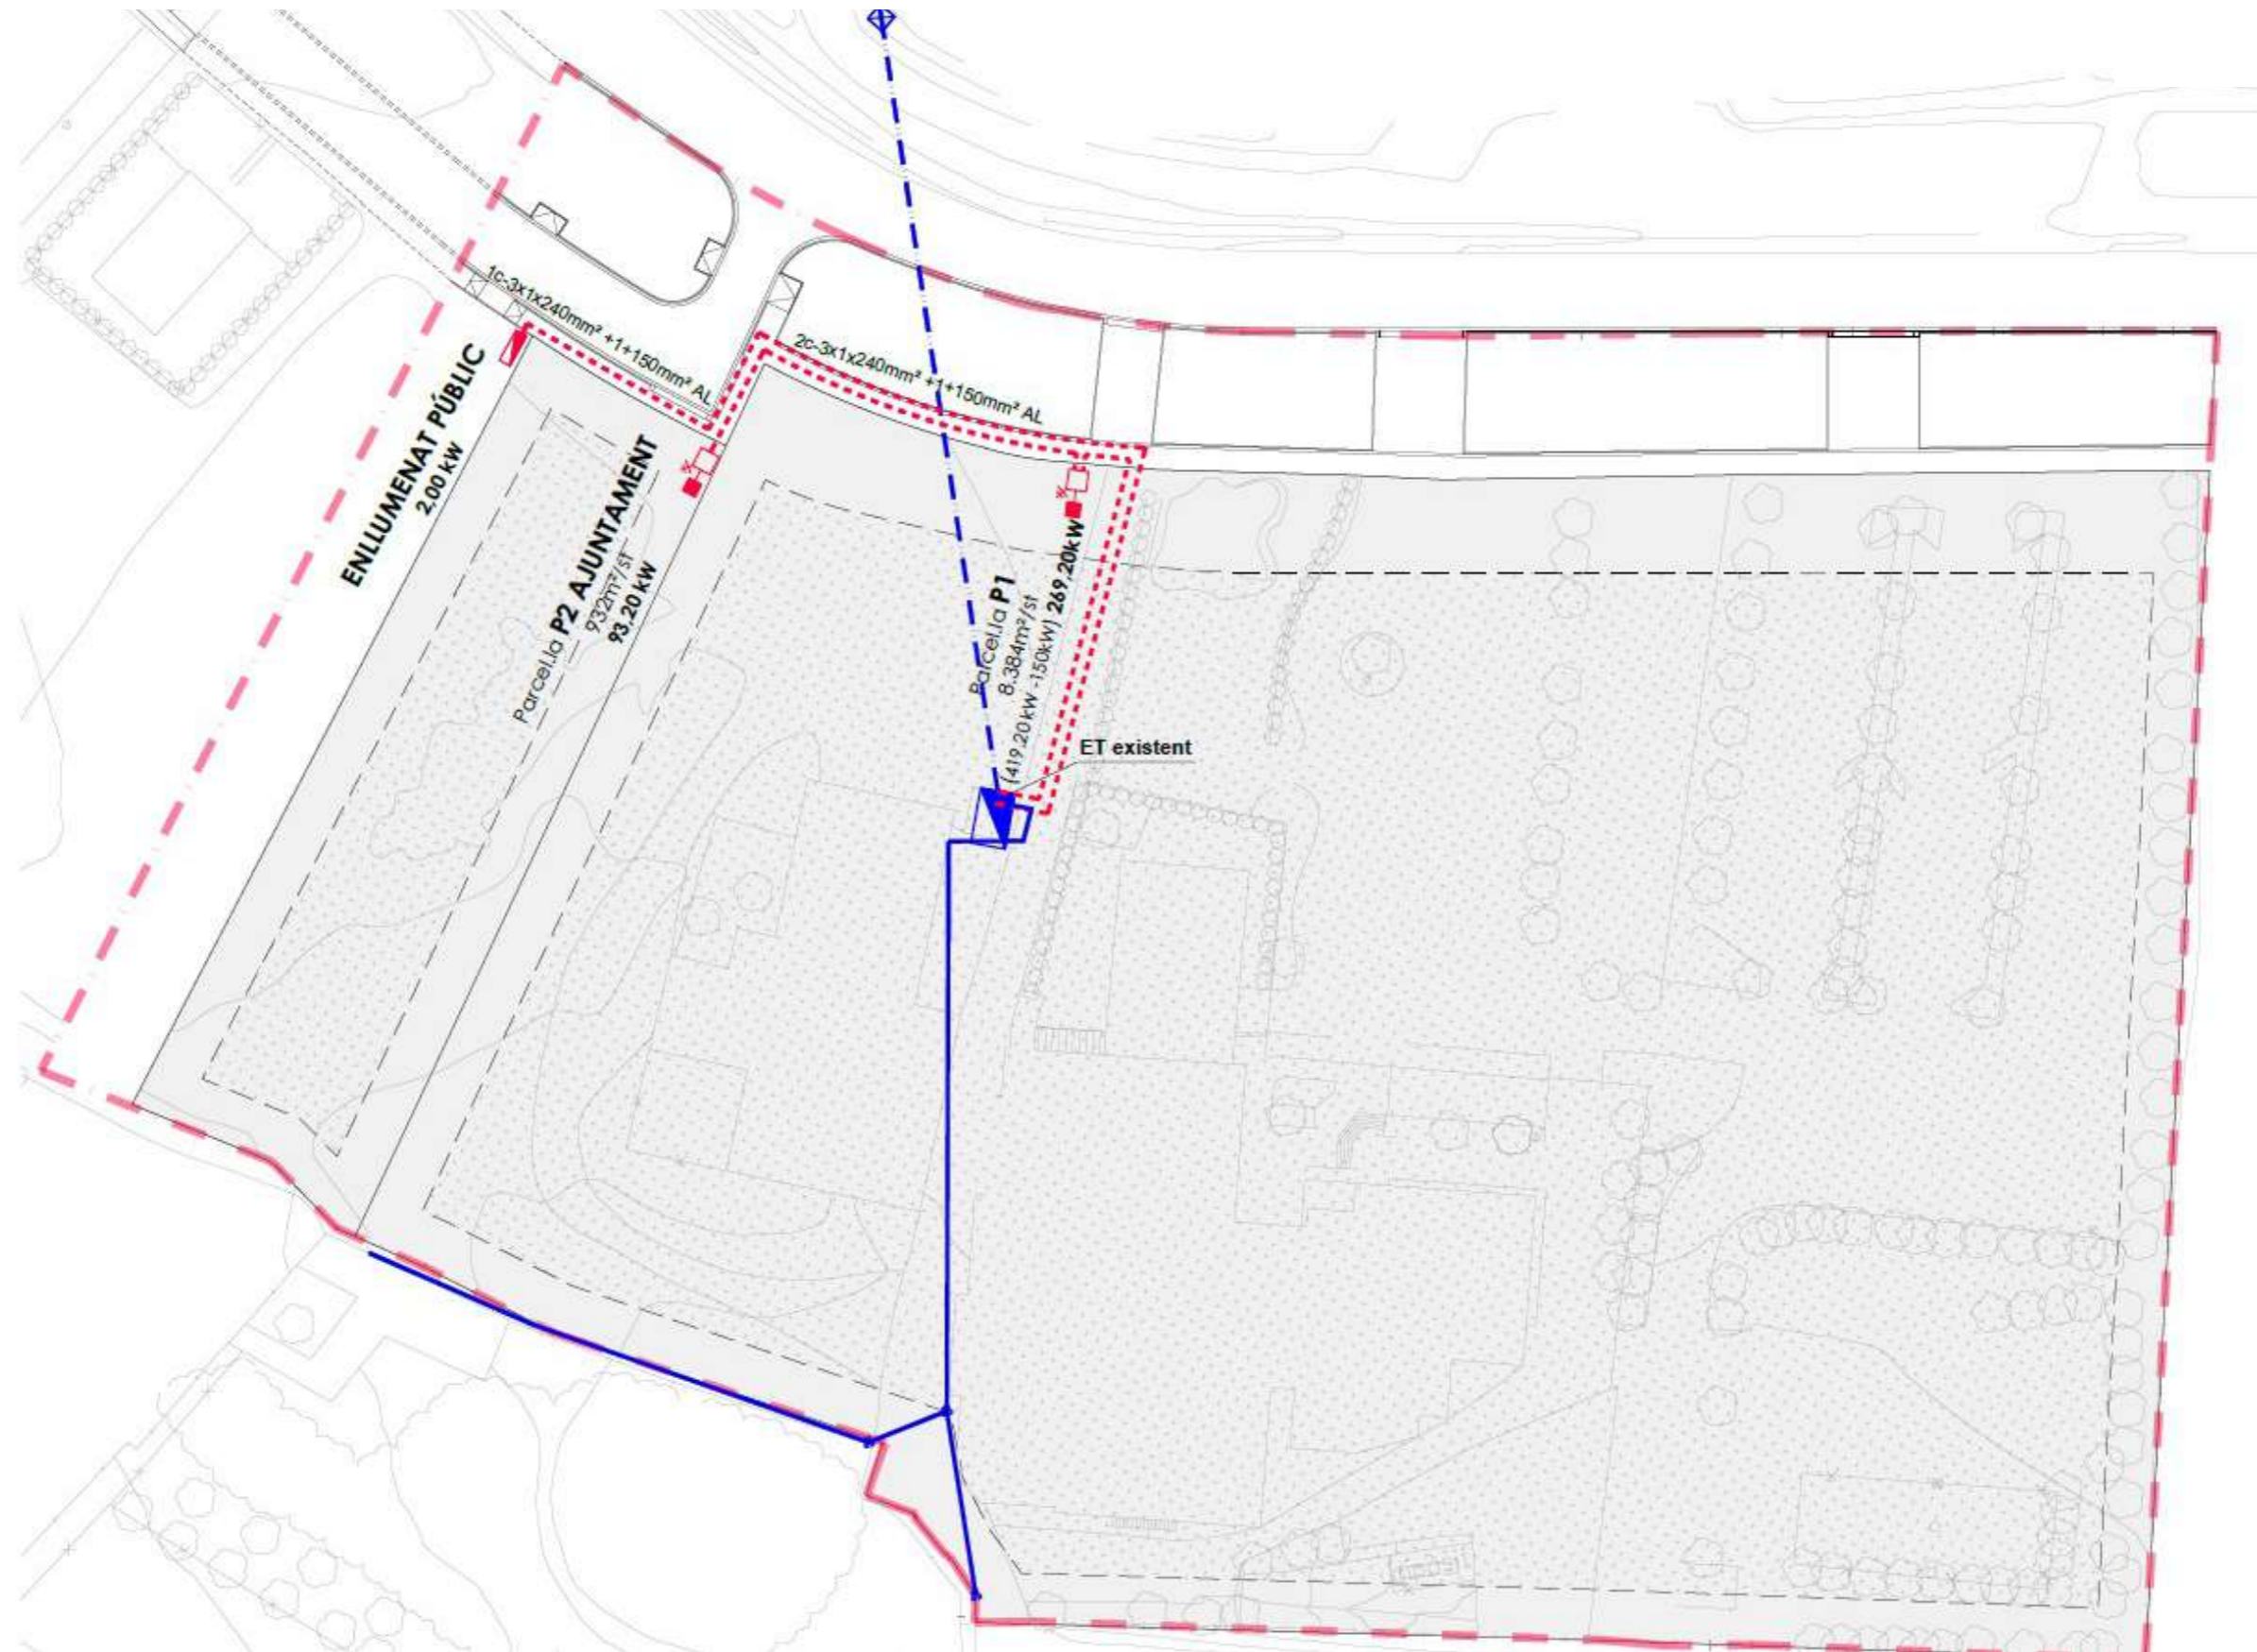 1c-3x1x240mm² +1+150mm² AL
2c-3x1x240mm² +1+150mm² AL
ENLLUMENAT PÚBLIC
2,00 kW
Parcel.la P2 AJUNTAMENT
932m²/st
93,20 kW
Parcel.la P1
8.384m²/st
(419,20 kW -150kW) 269,20kW
ET existent